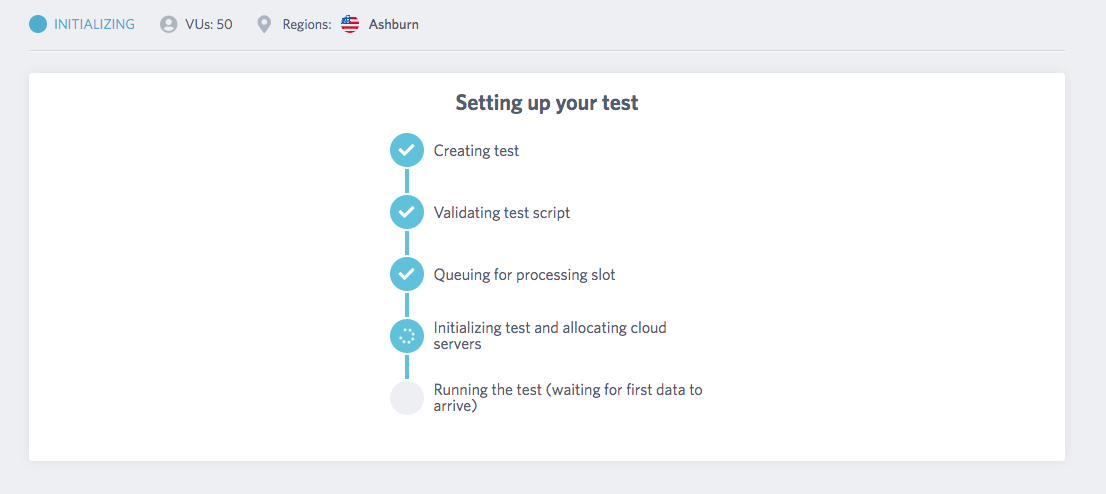 INITIALIZING VUs: 50 Regions: Ashburn
Setting up your test
Creating test
Validating test script
Queuing for processing slot
Initializing test and allocating cloud
servers
Running the test (waiting for first data to
arrive)